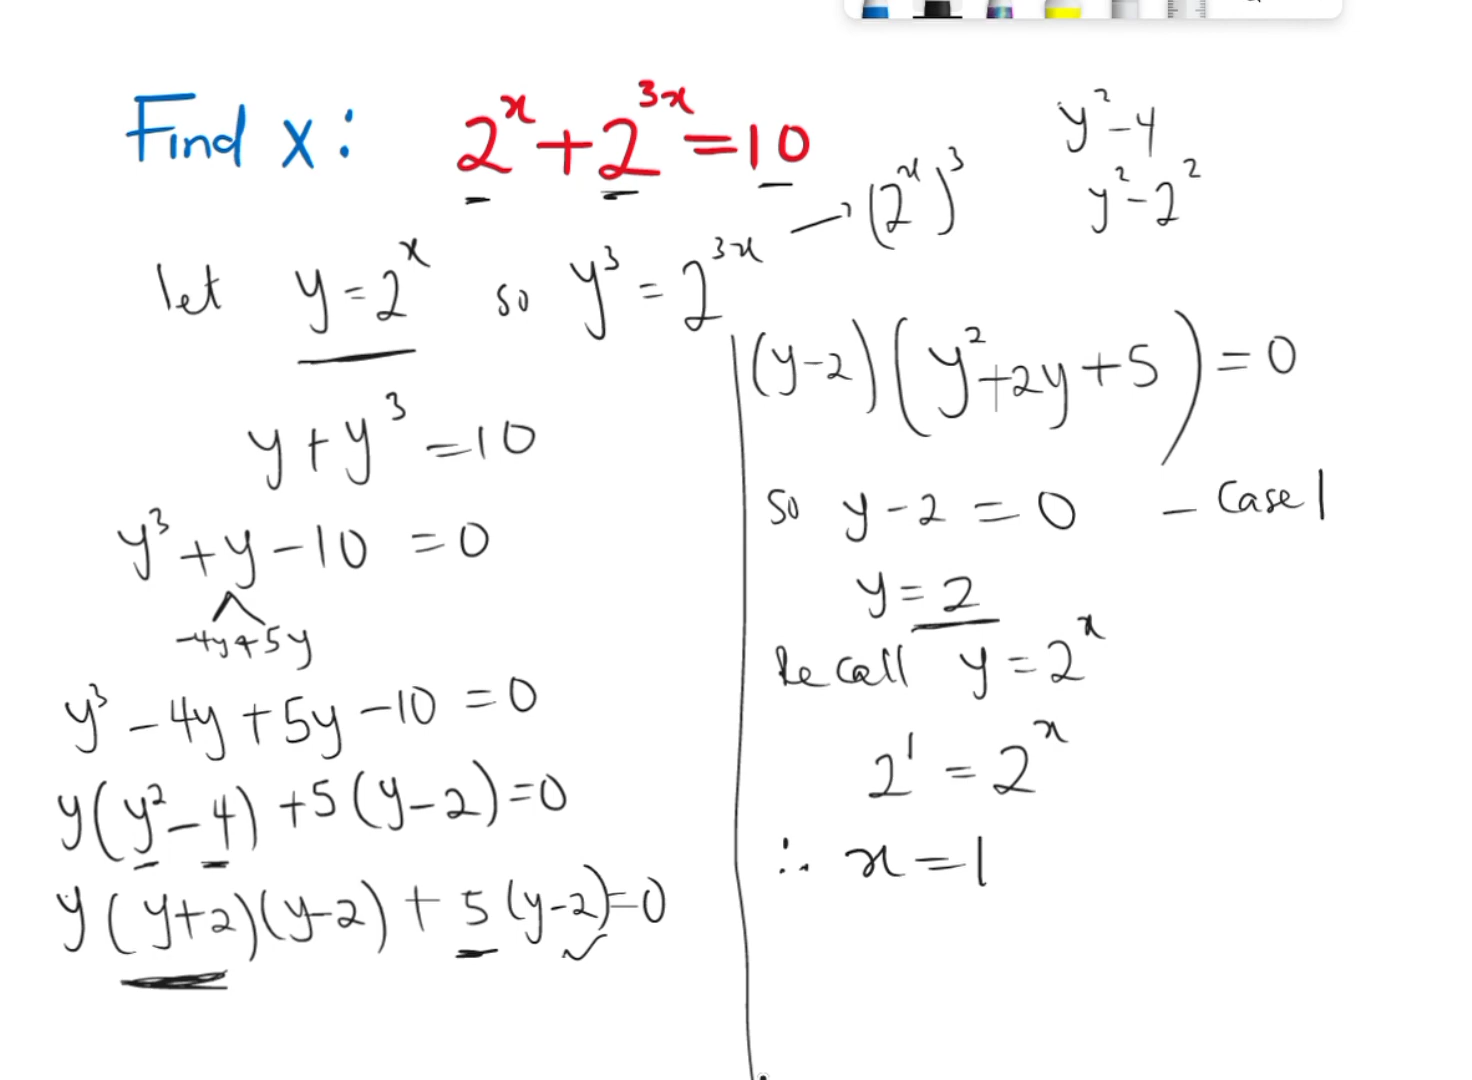 Find x: 2^x + 2^{3x} = 10
→ (2^x)^3
y^2 - 4
y^2 - 2^2
let y = 2^x so y^3 = 2^{3x}
y + y^3 = 10
y^3 + y - 10 = 0
-4y+5y
y^3 - 4y + 5y - 10 = 0
y(y^2 - 4) + 5(y - 2) = 0
y(y+2)(y-2) + 5(y-2) = 0
(y-2)(y^2+2y+5) = 0
so y - 2 = 0 - Case 1
y = 2
Recall y = 2^x
2^1 = 2^x
∴ x = 1